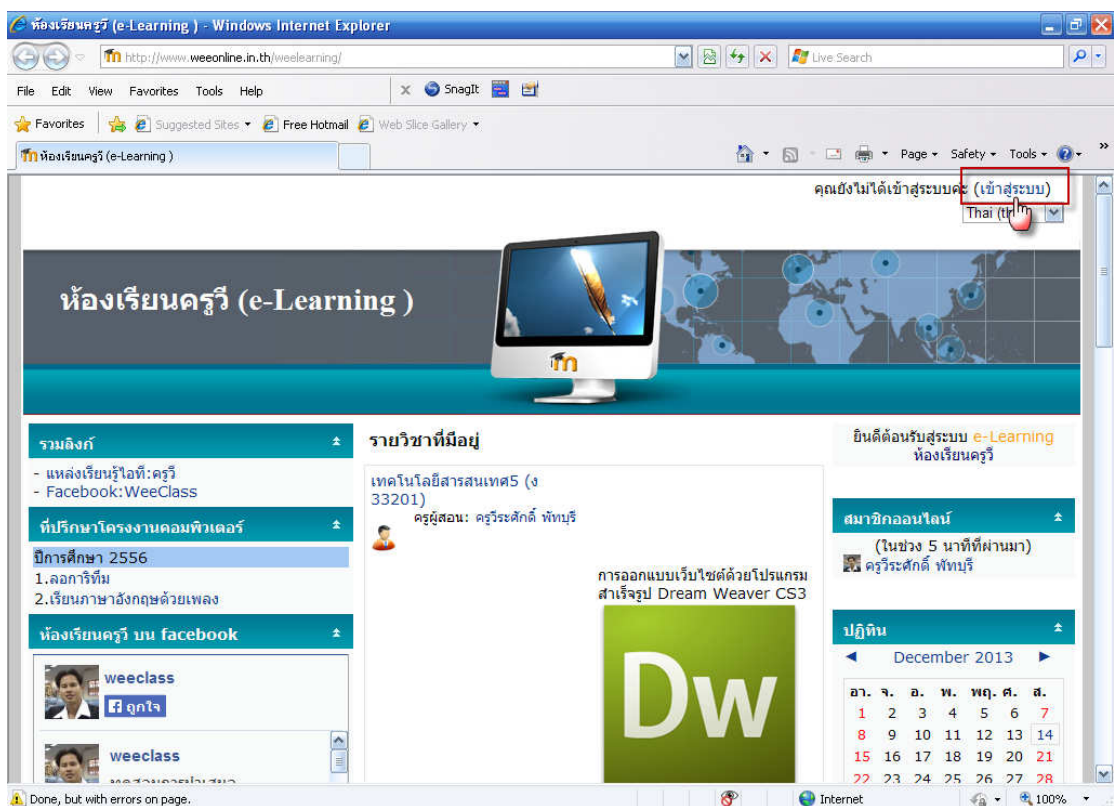 ห้องเรียนครูวี (e-Learning ) - Windows Internet Explorer
http://www.weeonline.in.th/weelearning/
Live Search
File Edit View Favorites Tools Help
x SnagIt
Favorites
Suggested Sites
Free Hotmail
Web Slice Gallery
ห้องเรียนครูวี (e-Learning )
Page Safety Tools
คุณยังไม่ได้เข้าสู่ระบบค่ะ (เข้าสู่ระบบ)
Thai
ห้องเรียนครูวี (e-Learning )
m
รวมลิงก์
- แหล่งเรียนรู้ไอที:ครูวี
- Facebook:WeeClass
ที่ปรึกษาโครงงานคอมพิวเตอร์
ปีการศึกษา 2556
1.ลอการิทึม
2.เรียนภาษาอังกฤษด้วยเพลง
ห้องเรียนครูวี บน facebook
weeclass
ถูกใจ
weeclass
รายวิชาที่มีอยู่
เทคโนโลยีสารสนเทศ5 (ง
33201)
ครูผู้สอน: ครูวีระศักดิ์ พัทบุรี
การออกแบบเว็บไซต์ด้วยโปรแกรม
สำเร็จรูป Dream Weaver CS3
Dw
ยินดีต้อนรับสู่ระบบ e-Learning
ห้องเรียนครูวี
สมาชิกออนไลน์
(ในช่วง 5 นาทีที่ผ่านมา)
ครูวีระศักดิ์ พัทบุรี
ปฏิทิน
◄ December 2013 ►
อา. จ. อ. พ. พฤ. ศ. ส.
1 2 3 4 5 6 7
8 9 10 11 12 13 14
15 16 17 18 19 20 21
22 23 24 25 26 27 28
Done, but with errors on page.
Internet
100%